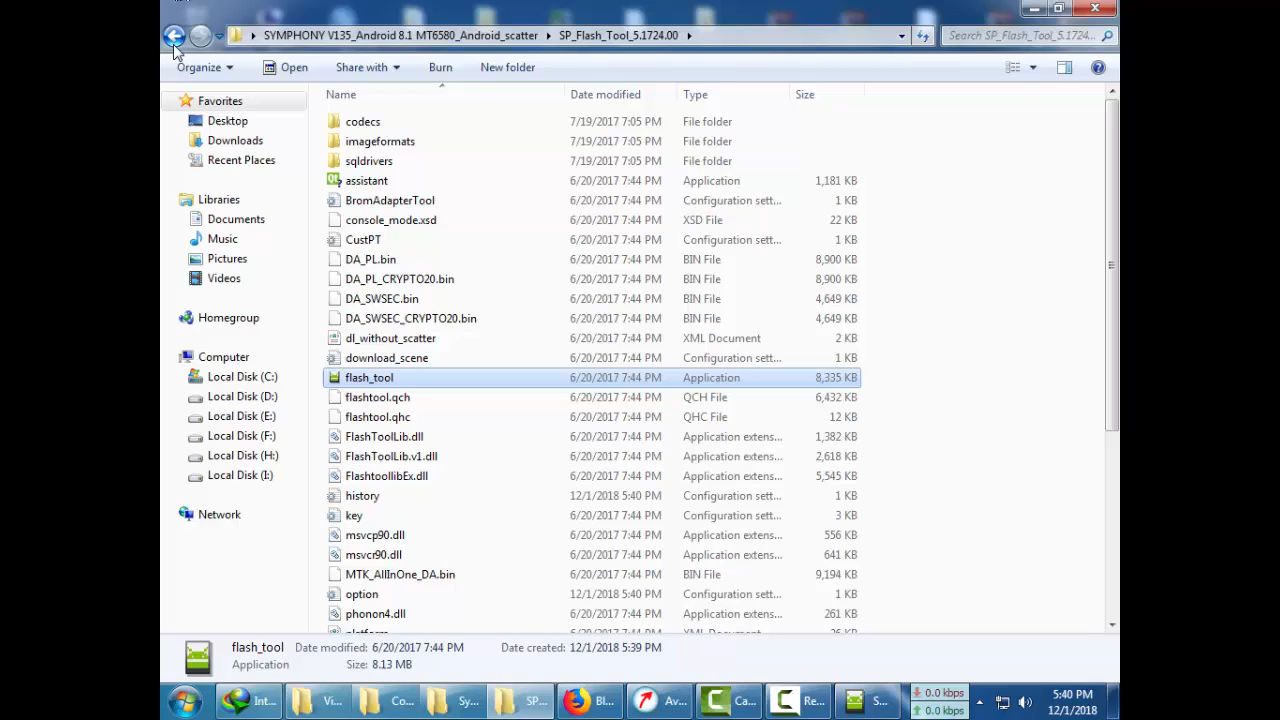 SYMPHONY V135_Android 8.1 MT6580_Android_scatter SP_Flash_Tool_5.1724.00 Search SP_Flash_Tool_5.1724...
Organize Open Share with Burn New folder
Name Date modified Type Size
Favorites
Desktop
Downloads
Recent Places
Libraries
Documents
Music
Pictures
Videos
Homegroup
Computer
Local Disk (C:)
Local Disk (D:)
Local Disk (E:)
Local Disk (F:)
Local Disk (H:)
Local Disk (I:)
Network
codecs 7/19/2017 7:05 PM File folder
imageformats 7/19/2017 7:05 PM File folder
sqldrivers 7/19/2017 7:05 PM File folder
assistant 6/20/2017 7:44 PM Application 1,181 KB
BromAdapterTool 6/20/2017 7:44 PM Configuration sett... 1 KB
console_mode.xsd 6/20/2017 7:44 PM XSD File 22 KB
CustPT 6/20/2017 7:44 PM Configuration sett... 1 KB
DA_PL.bin 6/20/2017 7:44 PM BIN File 8,900 KB
DA_PL_CRYPTO20.bin 6/20/2017 7:44 PM BIN File 8,900 KB
DA_SWSEC.bin 6/20/2017 7:44 PM BIN File 4,649 KB
DA_SWSEC_CRYPTO20.bin 6/20/2017 7:44 PM BIN File 4,649 KB
dl_without_scatter 6/20/2017 7:44 PM XML Document 2 KB
download_scene 6/20/2017 7:44 PM Configuration sett... 1 KB
flash_tool 6/20/2017 7:44 PM Application 8,335 KB
flashtool.qch 6/20/2017 7:44 PM QCH File 6,432 KB
flashtool.qhc 6/20/2017 7:44 PM QHC File 12 KB
FlashToolLib.dll 6/20/2017 7:44 PM Application extens... 1,382 KB
FlashToolLib.v1.dll 6/20/2017 7:44 PM Application extens... 2,618 KB
FlashtoollibEx.dll 6/20/2017 7:44 PM Application extens... 5,545 KB
history 12/1/2018 5:40 PM Configuration sett... 1 KB
key 6/20/2017 7:44 PM Configuration sett... 3 KB
msvcp90.dll 6/20/2017 7:44 PM Application extens... 556 KB
msvcr90.dll 6/20/2017 7:44 PM Application extens... 641 KB
MTK_AllInOne_DA.bin 6/20/2017 7:44 PM BIN File 9,194 KB
option 12/1/2018 5:40 PM Configuration sett... 1 KB
phonon4.dll 6/20/2017 7:44 PM Application extens... 261 KB
platform 6/20/2017 7:44 PM XML Document 26 KB
flash_tool Date modified: 6/20/2017 7:44 PM Date created: 12/1/2018 5:39 PM
Application Size: 8.13 MB
Int... Vi... Co... Sy... SP... Bl... Av... Ca... Re... S... 0.0 kbps 5:40 PM
0.0 kbps 12/1/2018